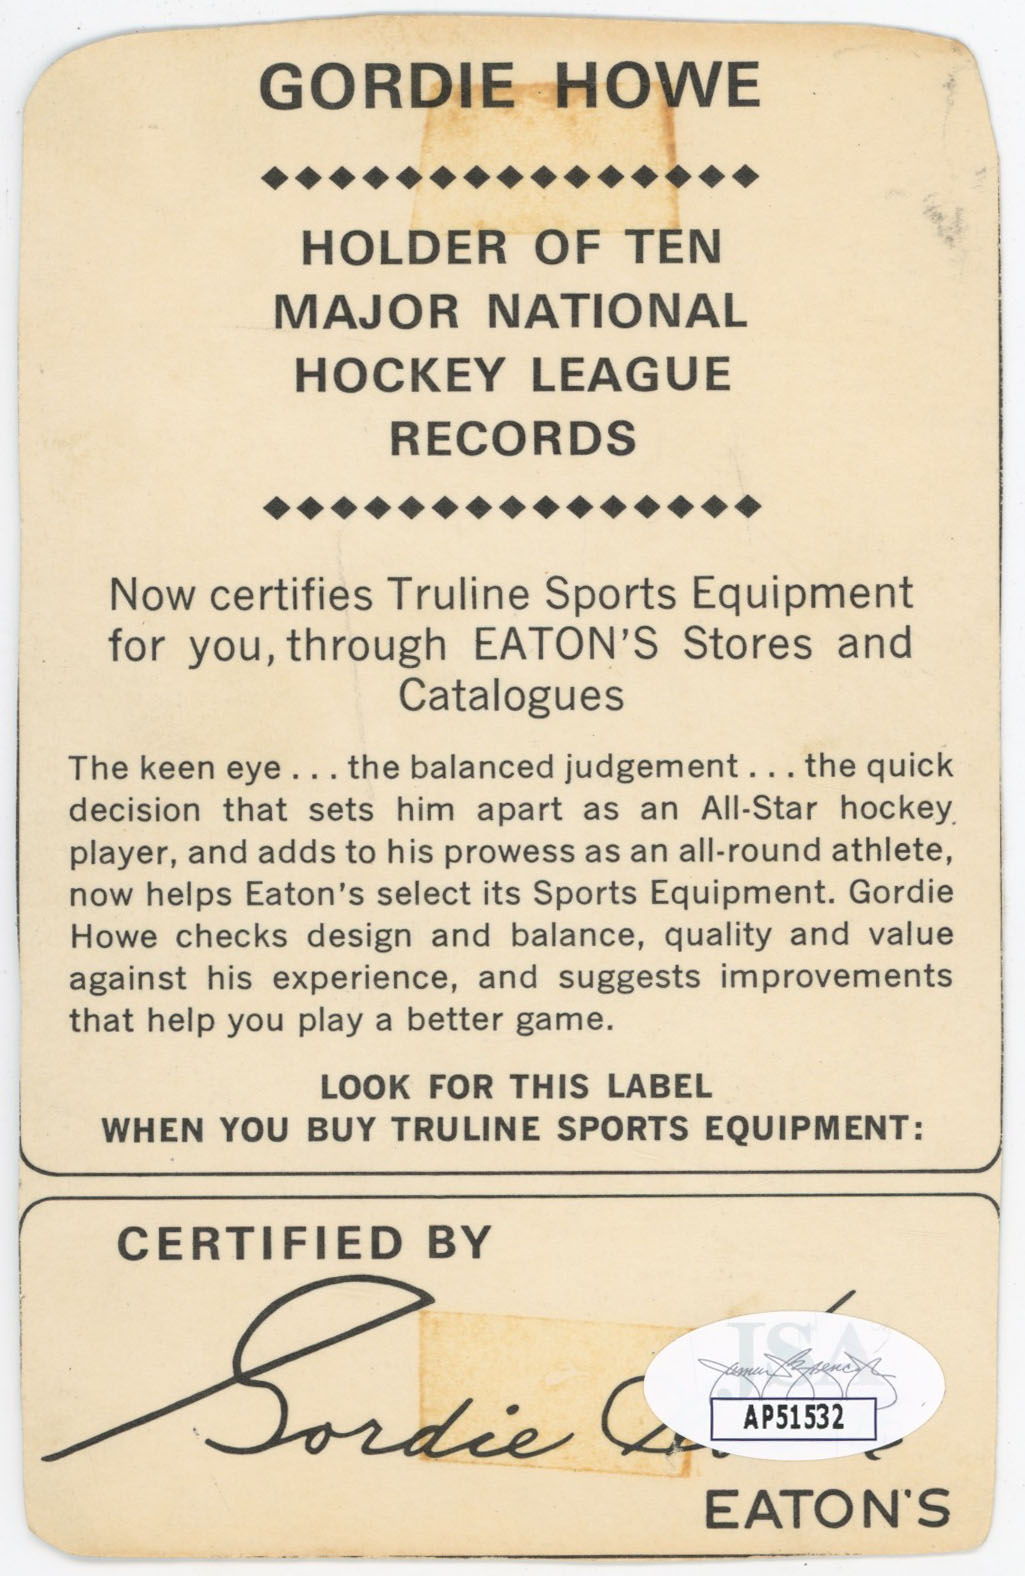 GORDIE HOWE
HOLDER OF TEN
MAJOR NATIONAL
HOCKEY LEAGUE
RECORDS
Now certifies Truline Sports Equipment
for you, through EATON'S Stores and
Catalogues
The keen eye . . . the balanced judgement . . . the quick
decision that sets him apart as an All-Star hockey
player, and adds to his prowess as an all-round athlete,
now helps Eaton's select its Sports Equipment. Gordie
Howe checks design and balance, quality and value
against his experience, and suggests improvements
that help you play a better game.
LOOK FOR THIS LABEL
WHEN YOU BUY TRULINE SPORTS EQUIPMENT:
CERTIFIED BY
Gordie
JSA
James Spence
AP51532
EATON'S